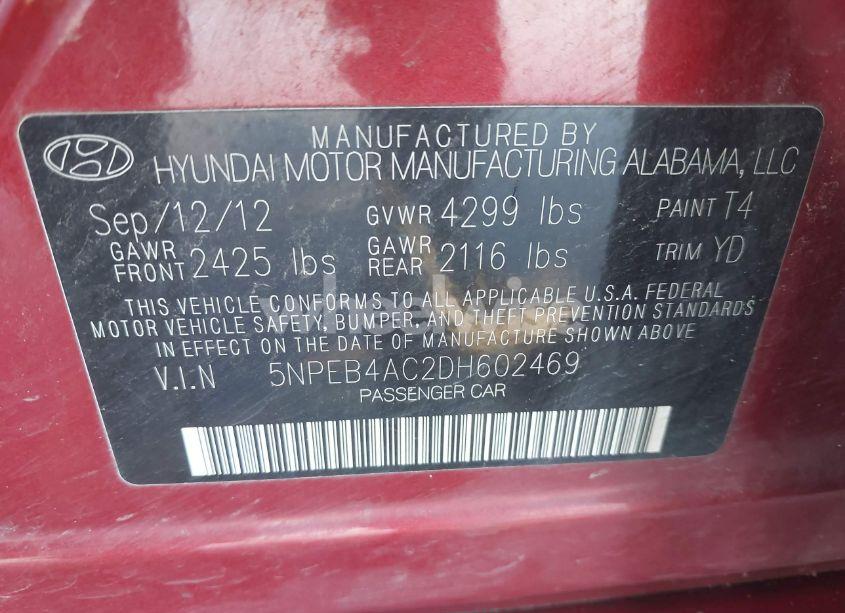 MANUFACTURED BY
HYUNDAI MOTOR MANUFACTURING ALABAMA, LLC
Sep/12/12 GVWR 4299 lbs PAINT T4
GAWR FRONT 2425 lbs GAWR REAR 2116 lbs TRIM YD
THIS VEHICLE CONFORMS TO ALL APPLICABLE U.S.A. FEDERAL
MOTOR VEHICLE SAFETY, BUMPER, AND THEFT PREVENTION STANDARDS
IN EFFECT ON THE DATE OF MANUFACTURE SHOWN ABOVE
V.I.N 5NPEB4AC2DH602469
PASSENGER CAR